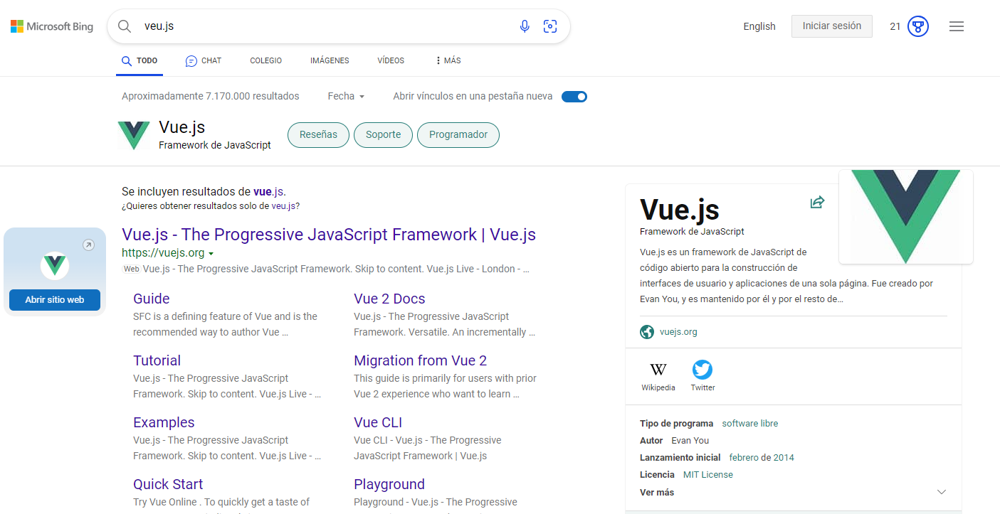 Microsoft Bing
veu.js
English
Iniciar sesión
21
TODO
CHAT
COLEGIO
IMÁGENES
VÍDEOS
MÁS
Aproximadamente 7.170.000 resultados
Fecha
Abrir vínculos en una pestaña nueva
Vue.js
Framework de JavaScript
Reseñas
Soporte
Programador
Se incluyen resultados de vue.js.
¿Quieres obtener resultados solo de veu.js?
Abrir sitio web
Vue.js - The Progressive JavaScript Framework | Vue.js
https://vuejs.org
Web Vue.js - The Progressive JavaScript Framework. Skip to content. Vue.js Live - London - …
Guide
SFC is a defining feature of Vue and is the
recommended way to author Vue …
Tutorial
Vue.js - The Progressive JavaScript
Framework. Skip to content. Vue.js Live - …
Examples
Vue.js - The Progressive JavaScript
Framework. Skip to content. Vue.js Live - …
Quick Start
Try Vue Online . To quickly get a taste of
Vue 2 Docs
Vue.js - The Progressive JavaScript
Framework. Versatile. An incrementally …
Migration from Vue 2
This guide is primarily for users with prior
Vue 2 experience who want to learn …
Vue CLI
Vue CLI - Vue.js - The Progressive
JavaScript Framework | Vue.js
Playground
Playground - Vue.js - The Progressive
Vue.js
Framework de JavaScript
Vue.js es un framework de JavaScript de
código abierto para la construcción de
interfaces de usuario y aplicaciones de una sola página. Fue creado por
Evan You, y es mantenido por él y por el resto de…
vuejs.org
W
Wikipedia
Twitter
Tipo de programa software libre
Autor Evan You
Lanzamiento inicial febrero de 2014
Licencia MIT License
Ver más